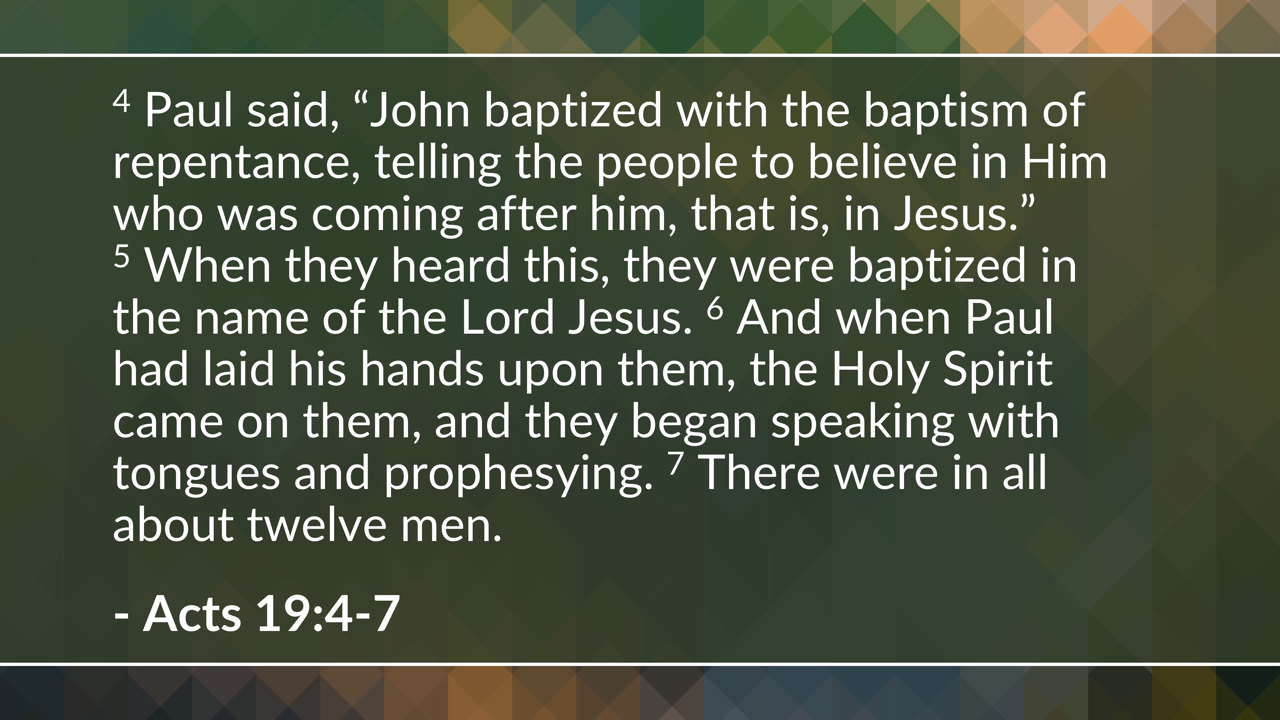 4 Paul said, “John baptized with the baptism of
repentance, telling the people to believe in Him
who was coming after him, that is, in Jesus.”
5 When they heard this, they were baptized in
the name of the Lord Jesus. 6 And when Paul
had laid his hands upon them, the Holy Spirit
came on them, and they began speaking with
tongues and prophesying. 7 There were in all
about twelve men.
- Acts 19:4-7